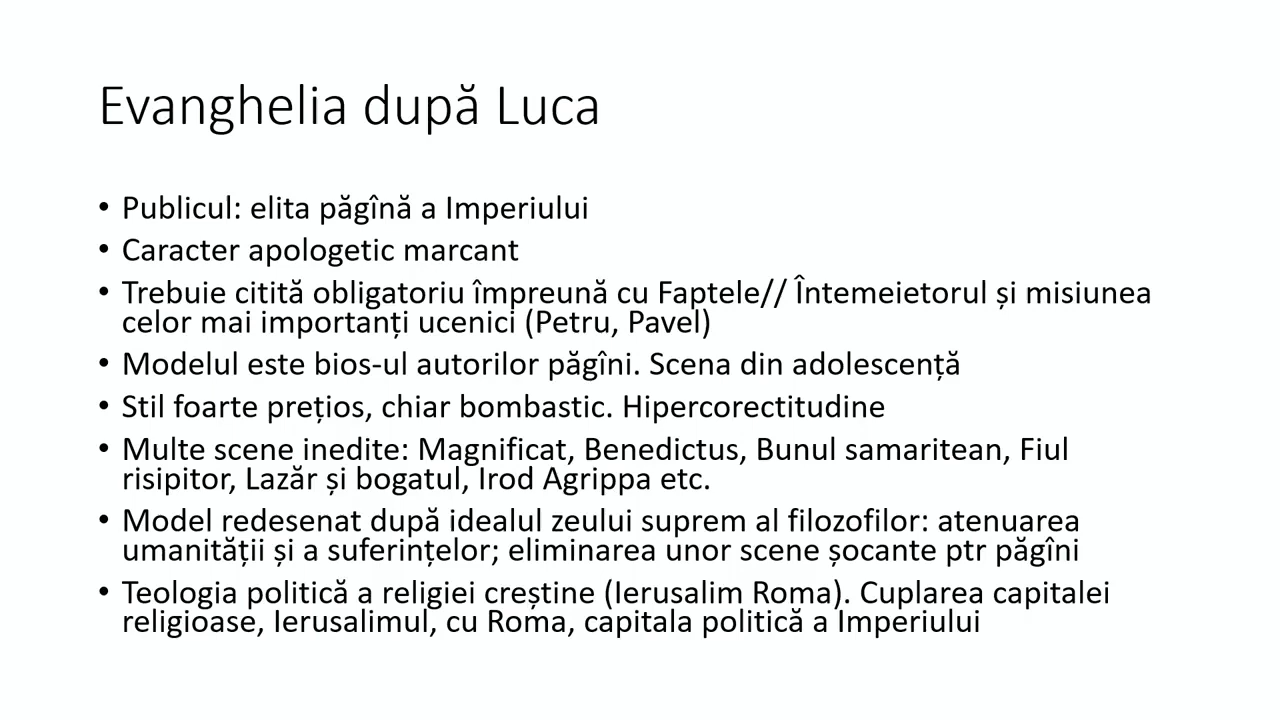 Evanghelia după Luca
• Publicul: elita păgînă a Imperiului
• Caracter apologetic marcant
• Trebuie citită obligatoriu împreună cu Faptele// Întemeietorul și misiunea
celor mai importanți ucenici (Petru, Pavel)
• Modelul este bios-ul autorilor păgîni. Scena din adolescență
• Stil foarte prețios, chiar bombastic. Hipercorectitudine
• Multe scene inedite: Magnificat, Benedictus, Bunul samaritean, Fiul
risipitor, Lazăr și bogatul, Irod Agrippa etc.
• Model redesenat după idealul zeului suprem al filozofilor: atenuarea
umanității și a suferințelor; eliminarea unor scene șocante ptr păgîni
• Teologia politică a religiei creștine (Ierusalim Roma). Cuplarea capitalei
religioase, Ierusalimul, cu Roma, capitala politică a Imperiului